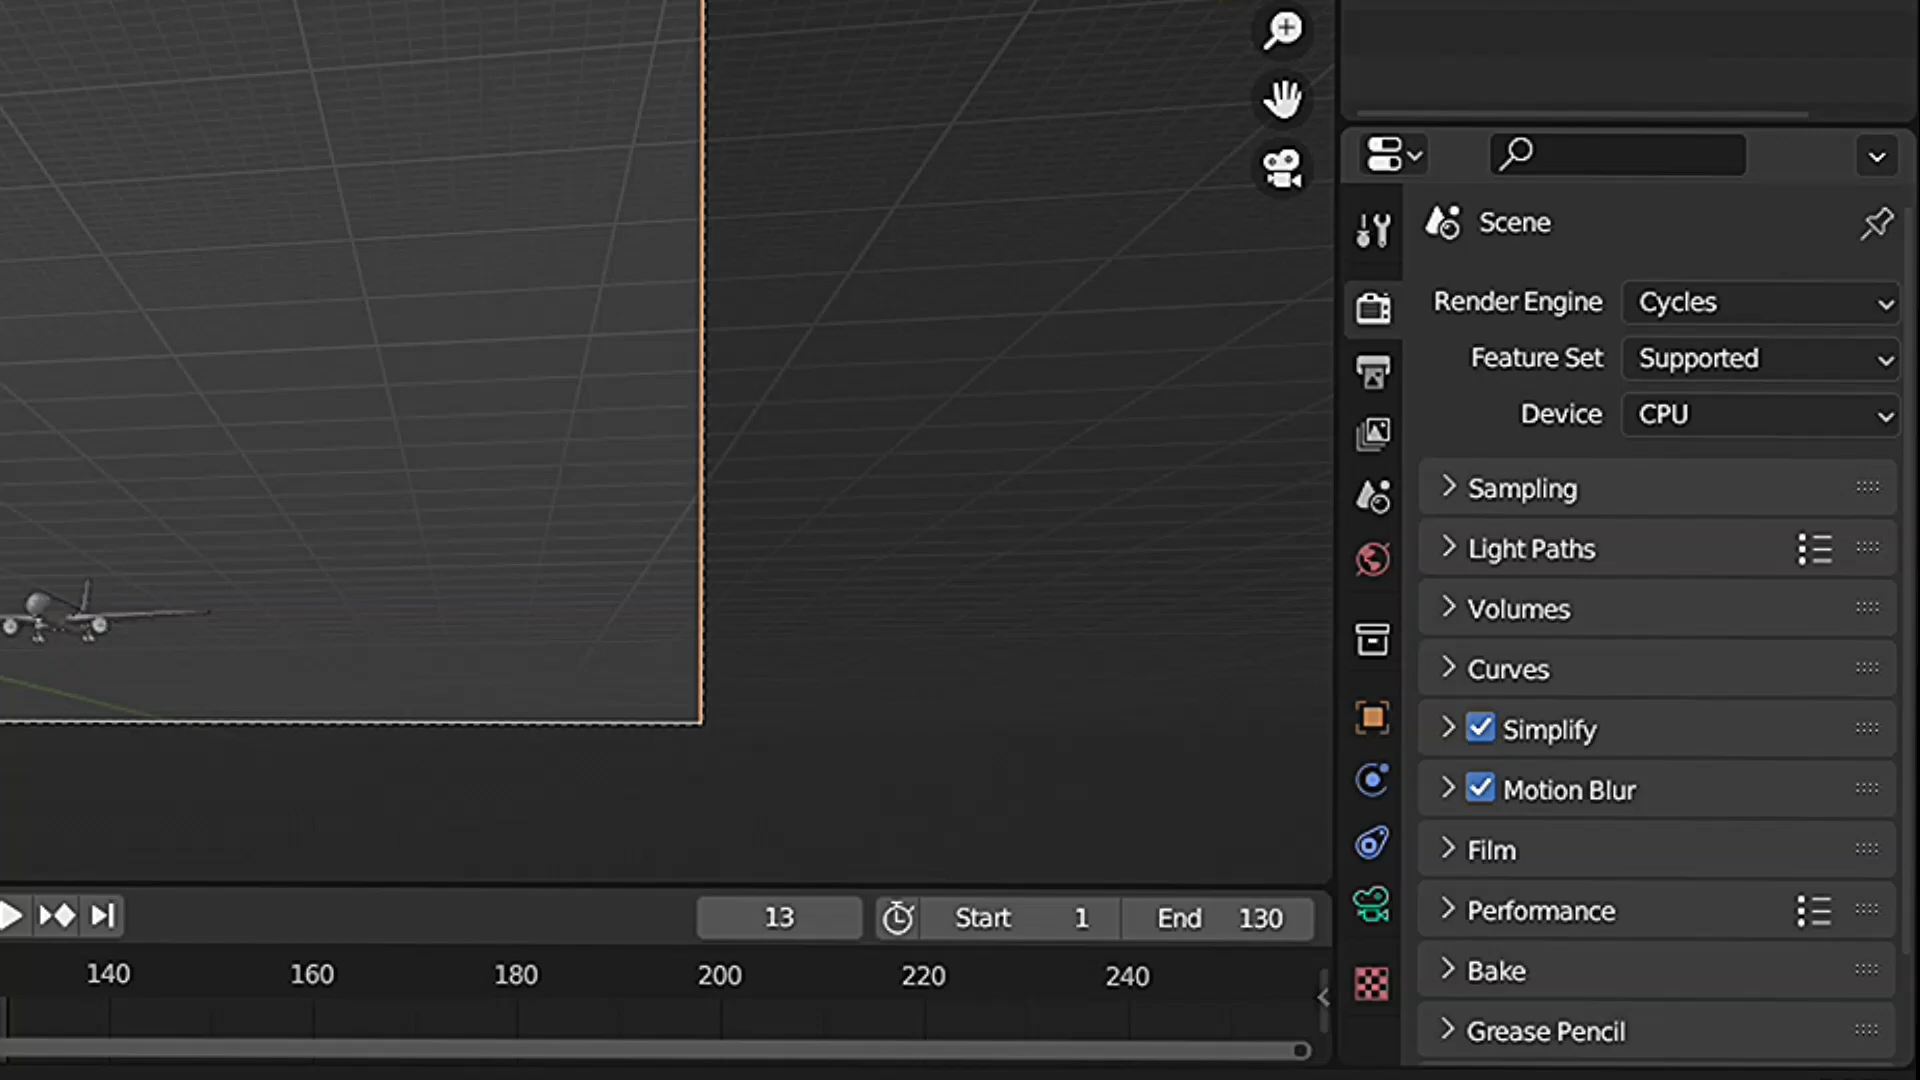 Scene
Render Engine Cycles
Feature Set Supported
Device CPU
Sampling
Light Paths
Volumes
Curves
Simplify
Motion Blur
Film
Performance
Bake
Grease Pencil
13 Start 1 End 130
140 160 180 200 220 240